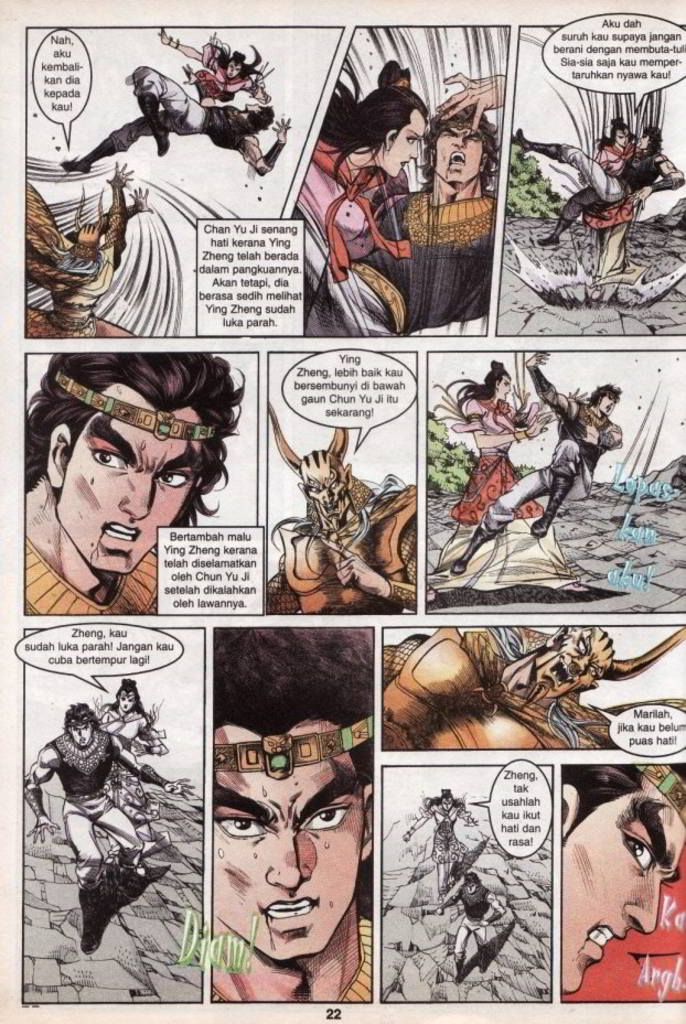 Nah,
aku
kembali-
kan dia
kepada
kau!
Chan Yu Ji senang
hati kerana Ying
Zheng telah berada
dalam pangkuannya.
Akan tetapi, dia
berasa sedih melihat
Ying Zheng sudah
luka parah.
Aku dah
suruh kau supaya jangan
berani dengan membuta-tuli
Sia-sia saja kau memper-
taruhkan nyawa kau!
Bertambah malu
Ying Zheng kerana
telah diselamatkan
oleh Chun Yu Ji
setelah dikalahkan
oleh lawannya.
Ying
Zheng, lebih baik kau
bersembunyi di bawah
gaun Chun Yu Ji itu
sekarang!
Lepas-
kan
aku!
Zheng, kau
sudah luka parah! Jangan kau
cuba bertempur lagi!
Diam!
Marilah,
jika kau belum
puas hati!
Zheng,
tak
usahlah
kau ikut
hati dan
rasa!
Ka
Argh
22